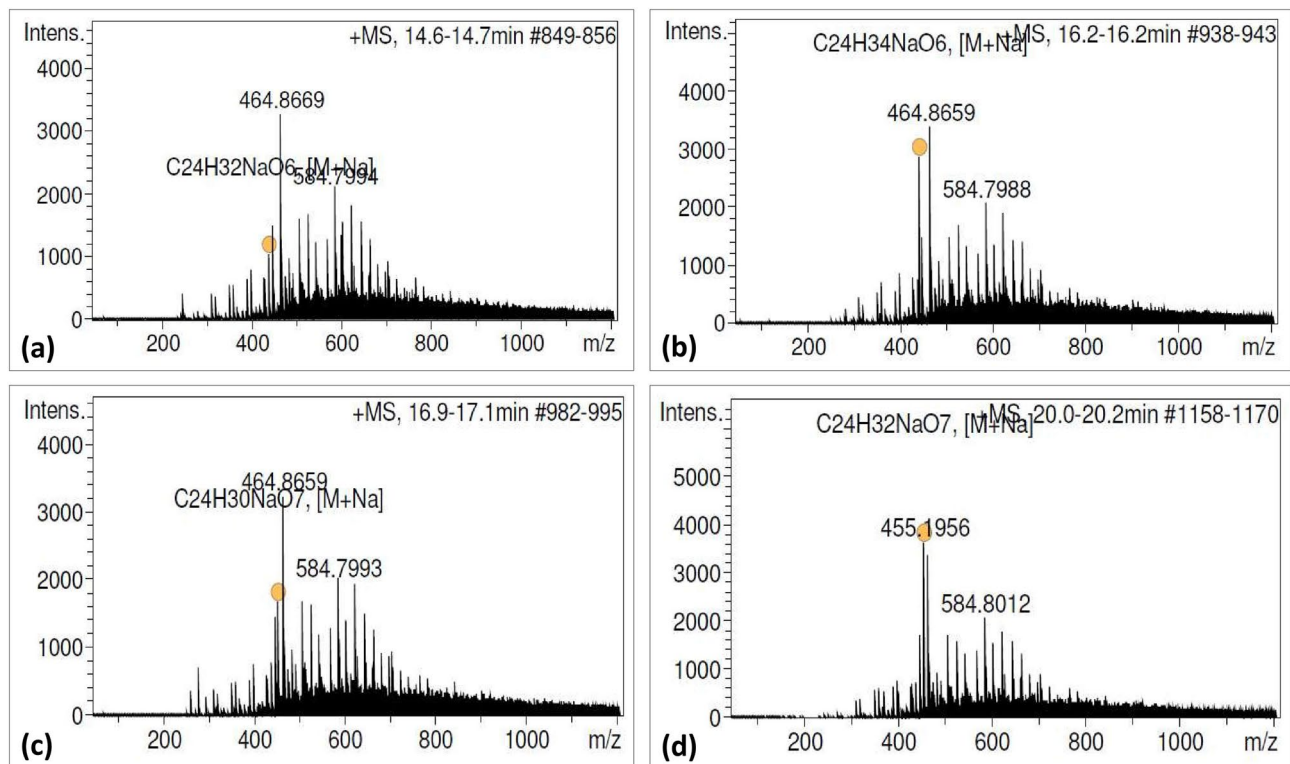 Intens.
+MS, 14.6-14.7min #849-856
4000
3000
2000
1000
0
464.8669
C24H32NaO6, [M+Na]
584.7994
200
400
600
800
1000
m/z
(a)
Intens.
C24H34NaO6, [M+Na]
+MS, 16.2-16.2min #938-943
4000
3000
2000
1000
0
464.8659
584.7988
200
400
600
800
1000
m/z
(b)
Intens.
+MS, 16.9-17.1min #982-995
4000
3000
2000
1000
0
464.8659
C24H30NaO7, [M+Na]
584.7993
200
400
600
800
1000
m/z
(c)
Intens.
C24H32NaO7, [M+Na]
+MS, 20.0-20.2min #1158-1170
5000
4000
3000
2000
1000
0
455.1956
584.8012
200
400
600
800
1000
m/z
(d)